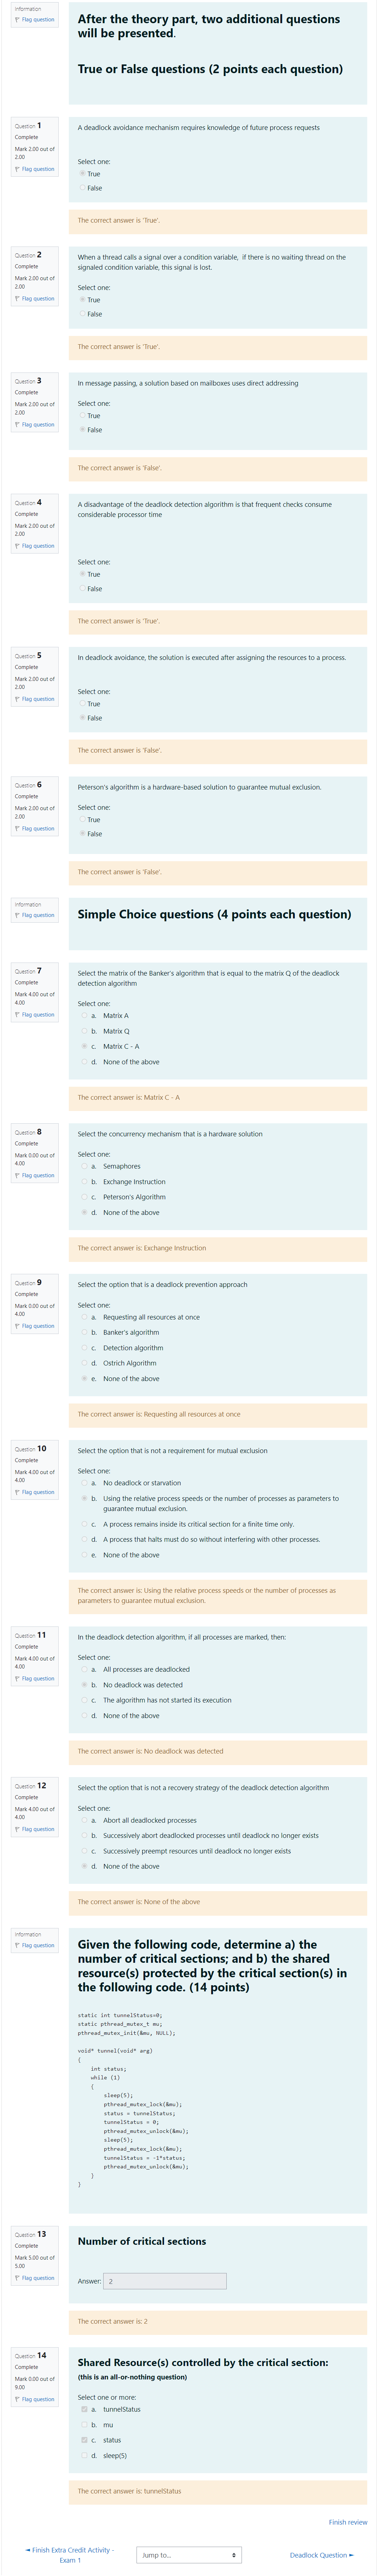 Information
Flag question
After the theory part, two additional questions
will be presented.
True or False questions (2 points each question)
Question 1
Complete
Mark 2.00 out of
2.00
Flag question
A deadlock avoidance mechanism requires knowledge of future process requests
Select one:
True
False
The correct answer is 'True'.
Question 2
Complete
Mark 2.00 out of
2.00
Flag question
When a thread calls a signal over a condition variable, if there is no waiting thread on the
signaled condition variable, this signal is lost.
Select one:
True
False
The correct answer is 'True'.
Question 3
Complete
Mark 2.00 out of
2.00
Flag question
In message passing, a solution based on mailboxes uses direct addressing
Select one:
True
False
The correct answer is 'False'.
Question 4
Complete
Mark 2.00 out of
2.00
Flag question
A disadvantage of the deadlock detection algorithm is that frequent checks consume
considerable processor time
Select one:
True
False
The correct answer is 'True'.
Question 5
Complete
Mark 2.00 out of
2.00
Flag question
In deadlock avoidance, the solution is executed after assigning the resources to a process.
Select one:
True
False
The correct answer is 'False'.
Question 6
Complete
Mark 2.00 out of
2.00
Flag question
Peterson's algorithm is a hardware-based solution to guarantee mutual exclusion.
Select one:
True
False
The correct answer is 'False'.
Information
Flag question
Simple Choice questions (4 points each question)
Question 7
Complete
Mark 4.00 out of
4.00
Flag question
Select the matrix of the Banker's algorithm that is equal to the matrix Q of the deadlock
detection algorithm
Select one:
a. Matrix A
b. Matrix Q
c. Matrix C - A
d. None of the above
The correct answer is: Matrix C - A
Question 8
Complete
Mark 0.00 out of
4.00
Flag question
Select the concurrency mechanism that is a hardware solution
Select one:
a. Semaphores
b. Exchange Instruction
c. Peterson's Algorithm
d. None of the above
The correct answer is: Exchange Instruction
Question 9
Complete
Mark 0.00 out of
4.00
Flag question
Select the option that is a deadlock prevention approach
Select one:
a. Requesting all resources at once
b. Banker's algorithm
c. Detection algorithm
d. Ostrich Algorithm
e. None of the above
The correct answer is: Requesting all resources at once
Question 10
Complete
Mark 4.00 out of
4.00
Flag question
Select the option that is not a requirement for mutual exclusion
Select one:
a. No deadlock or starvation
b. Using the relative process speeds or the number of processes as parameters to
guarantee mutual exclusion.
c. A process remains inside its critical section for a finite time only.
d. A process that halts must do so without interfering with other processes.
e. None of the above
The correct answer is: Using the relative process speeds or the number of processes as
parameters to guarantee mutual exclusion.
Question 11
Complete
Mark 4.00 out of
4.00
Flag question
In the deadlock detection algorithm, if all processes are marked, then:
Select one:
a. All processes are deadlocked
b. No deadlock was detected
c. The algorithm has not started its execution
d. None of the above
The correct answer is: No deadlock was detected
Question 12
Complete
Mark 4.00 out of
4.00
Flag question
Select the option that is not a recovery strategy of the deadlock detection algorithm
Select one:
a. Abort all deadlocked processes
b. Successively abort deadlocked processes until deadlock no longer exists
c. Successively preempt resources until deadlock no longer exists
d. None of the above
The correct answer is: None of the above
Information
Flag question
Given the following code, determine a) the
number of critical sections; and b) the shared
resource(s) protected by the critical section(s) in
the following code. (14 points)
static int tunnelStatus=0;
static pthread_mutex_t mu;
pthread_mutex_init(&mu, NULL);
void* tunnel(void* arg)
{
int status;
while (1)
{
sleep(5);
pthread_mutex_lock(&mu);
status = tunnelStatus;
tunnelStatus = 0;
pthread_mutex_unlock(&mu);
sleep(5);
pthread_mutex_lock(&mu);
tunnelStatus = -1*status;
pthread_mutex_unlock(&mu);
}
}
Question 13
Complete
Mark 5.00 out of
5.00
Flag question
Number of critical sections
Answer: 2
The correct answer is: 2
Question 14
Complete
Mark 0.00 out of
9.00
Flag question
Shared Resource(s) controlled by the critical section:
(this is an all-or-nothing question)
Select one or more:
a. tunnelStatus
b. mu
c. status
d. sleep(5)
The correct answer is: tunnelStatus
Finish review
◄ Finish Extra Credit Activity -
Exam 1
Jump to...
Deadlock Question ►